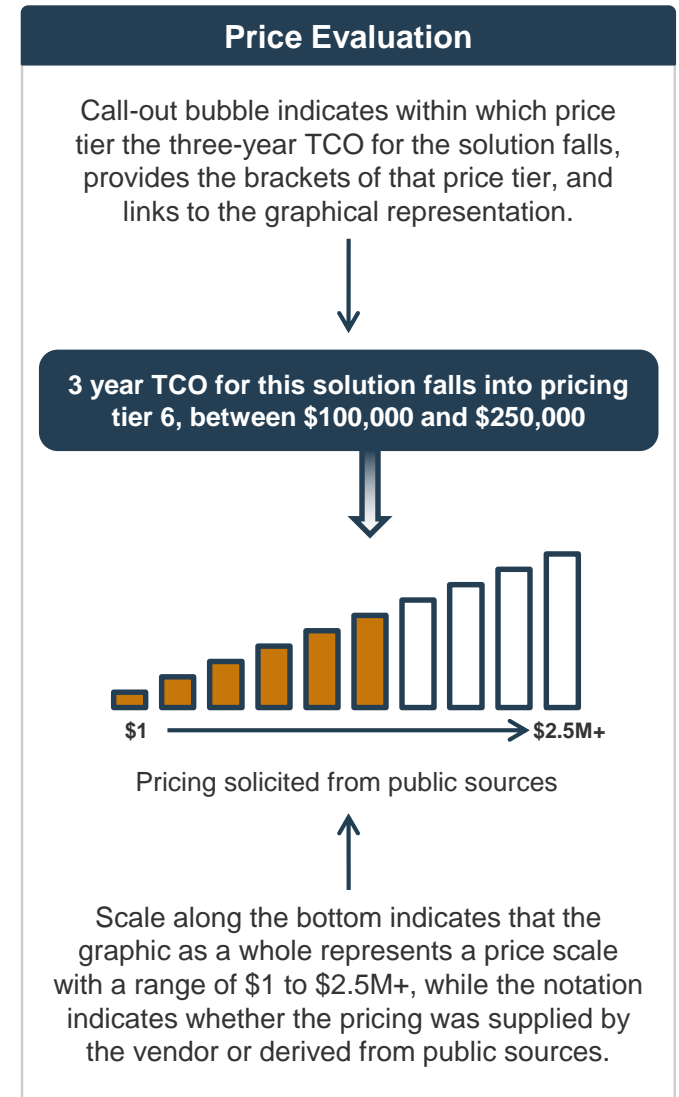 Price Evaluation
Call-out bubble indicates within which price
tier the three-year TCO for the solution falls,
provides the brackets of that price tier, and
links to the graphical representation.
3 year TCO for this solution falls into pricing
tier 6, between $100,000 and $250,000
$1
$2.5M+
Pricing solicited from public sources
Scale along the bottom indicates that the
graphic as a whole represents a price scale
with a range of $1 to $2.5M+, while the notation
indicates whether the pricing was supplied by
the vendor or derived from public sources.